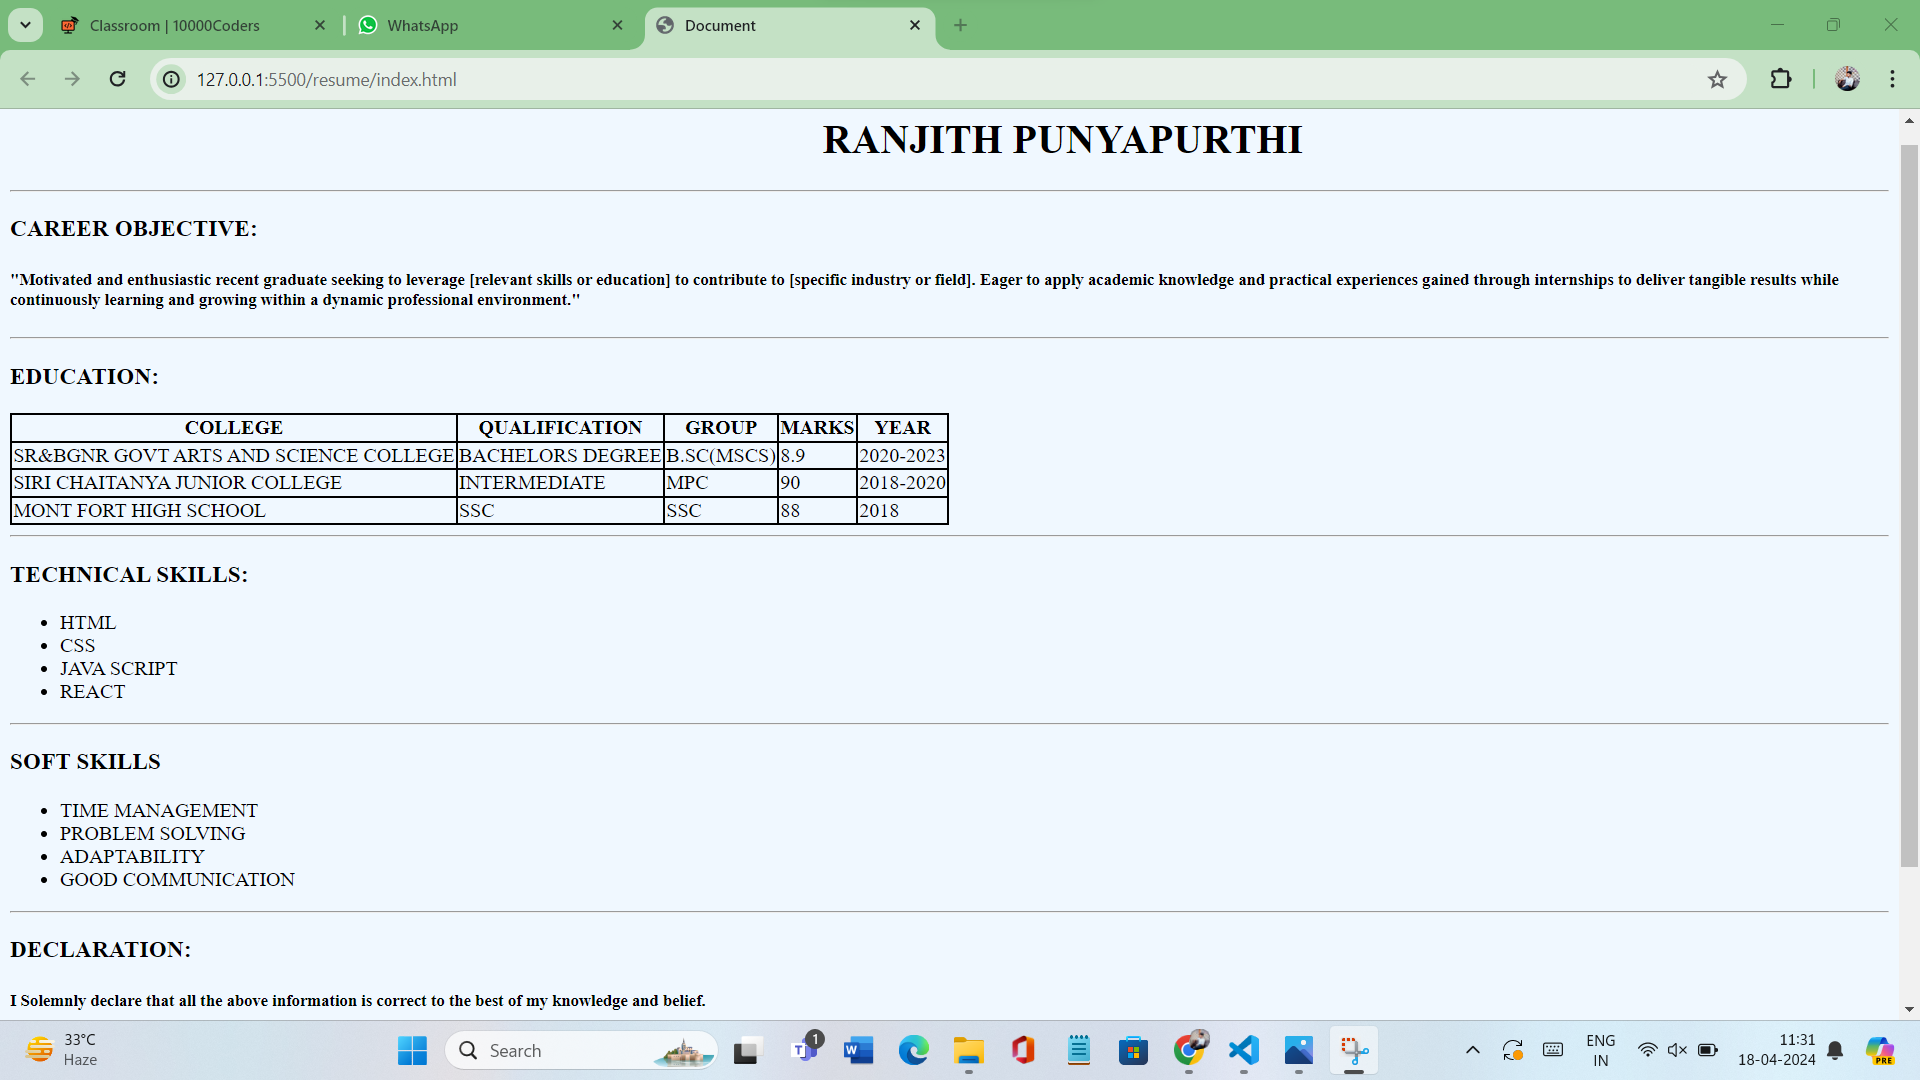 Classroom | 10000Coders
WhatsApp
Document
127.0.0.1:5500/resume/index.html
RANJITH PUNYAPURTHI
CAREER OBJECTIVE:
"Motivated and enthusiastic recent graduate seeking to leverage [relevant skills or education] to contribute to [specific industry or field]. Eager to apply academic knowledge and practical experiences gained through internships to deliver tangible results while
continuously learning and growing within a dynamic professional environment."
EDUCATION:
COLLEGE QUALIFICATION GROUP MARKS YEAR
SR&BGNR GOVT ARTS AND SCIENCE COLLEGE BACHELORS DEGREE B.SC(MSCS) 8.9 2020-2023
SIRI CHAITANYA JUNIOR COLLEGE INTERMEDIATE MPC 90 2018-2020
MONT FORT HIGH SCHOOL SSC SSC 88 2018
TECHNICAL SKILLS:
HTML
CSS
JAVA SCRIPT
REACT
SOFT SKILLS
TIME MANAGEMENT
PROBLEM SOLVING
ADAPTABILITY
GOOD COMMUNICATION
DECLARATION:
I Solemnly declare that all the above information is correct to the best of my knowledge and belief.
33°C
Haze
Search
1
ENG
IN
11:31
18-04-2024
PRE